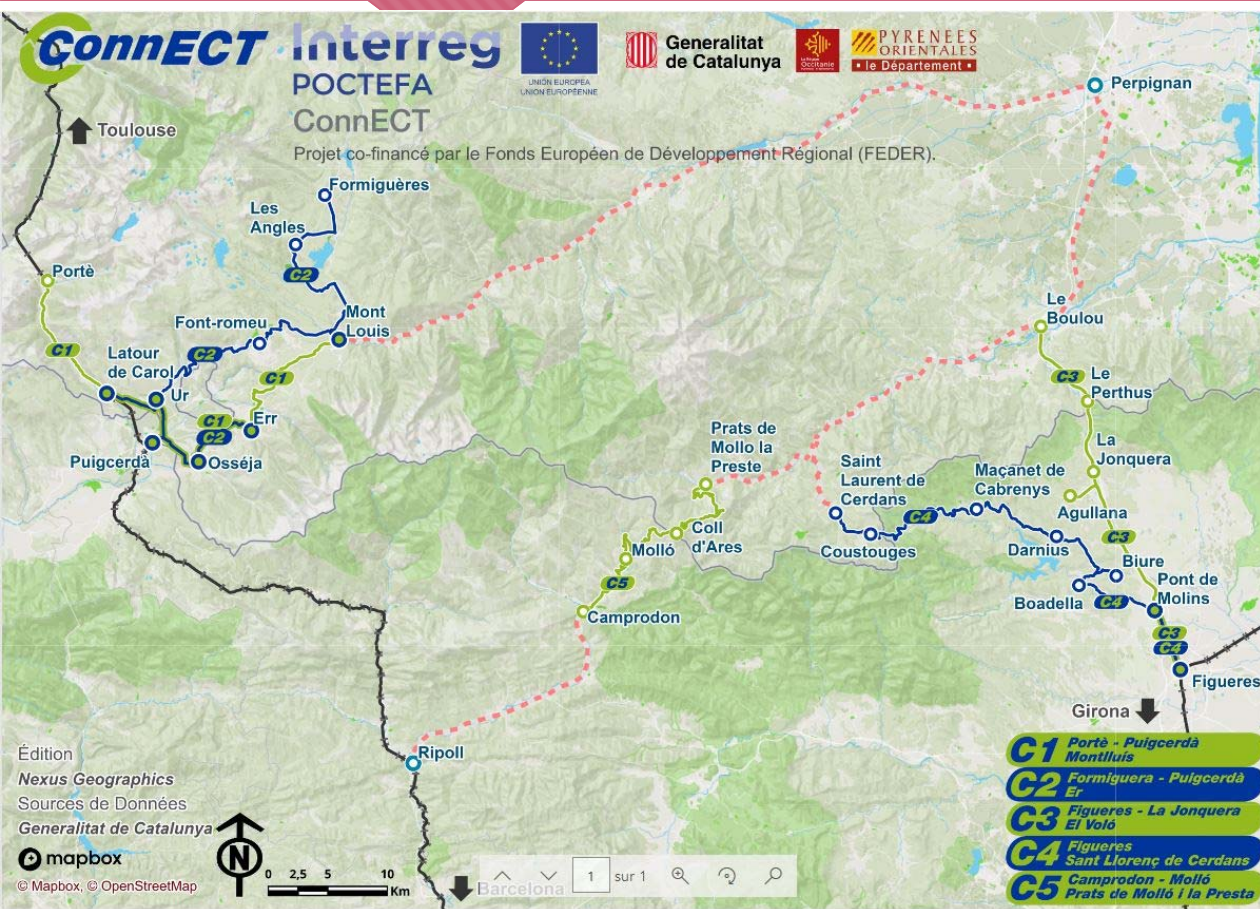 ConnECT
Interreg
POCTEFA
UNIÓN EUROPEA
UNION EUROPÉENNE
Generalitat
de Catalunya
La Région
Occitanie
PYRENEES
ORIENTALES
le Département
ConnECT
Projet co-financé par le Fonds Européen de Développement Régional (FEDER).
Toulouse
Perpignan
Formiguères
Les
Angles
C2
Portè
Mont
Louis
Font-romeu
C2
C1
Latour
de Carol
Ur
C1
C1
C2
Err
Puigcerdà
Osséja
Le
Boulou
C3
Le
Perthus
La
Jonquera
Agullana
C3
Prats de
Mollo la
Preste
Coll
d'Ares
Molló
C5
Camprodon
Saint
Laurent de
Cerdans
Coustouges
C4
Maçanet de
Cabrenys
Darnius
Biure
Boadella
C4
Pont de
Molins
C3
C4
Figueres
Girona
Ripoll
Barcelona
Édition
Nexus Geographics
Sources de Données
Generalitat de Catalunya
mapbox
© Mapbox, © OpenStreetMap
N
0 2,5 5 10
Km
1 sur 1
C1 Portè - Puigcerdà
Montlluís
C2 Formiguera - Puigcerdà
Er
C3 Figueres - La Jonquera
El Voló
C4 Figueres
Sant Llorenç de Cerdans
C5 Camprodon - Molló
Prats de Molló i la Presta